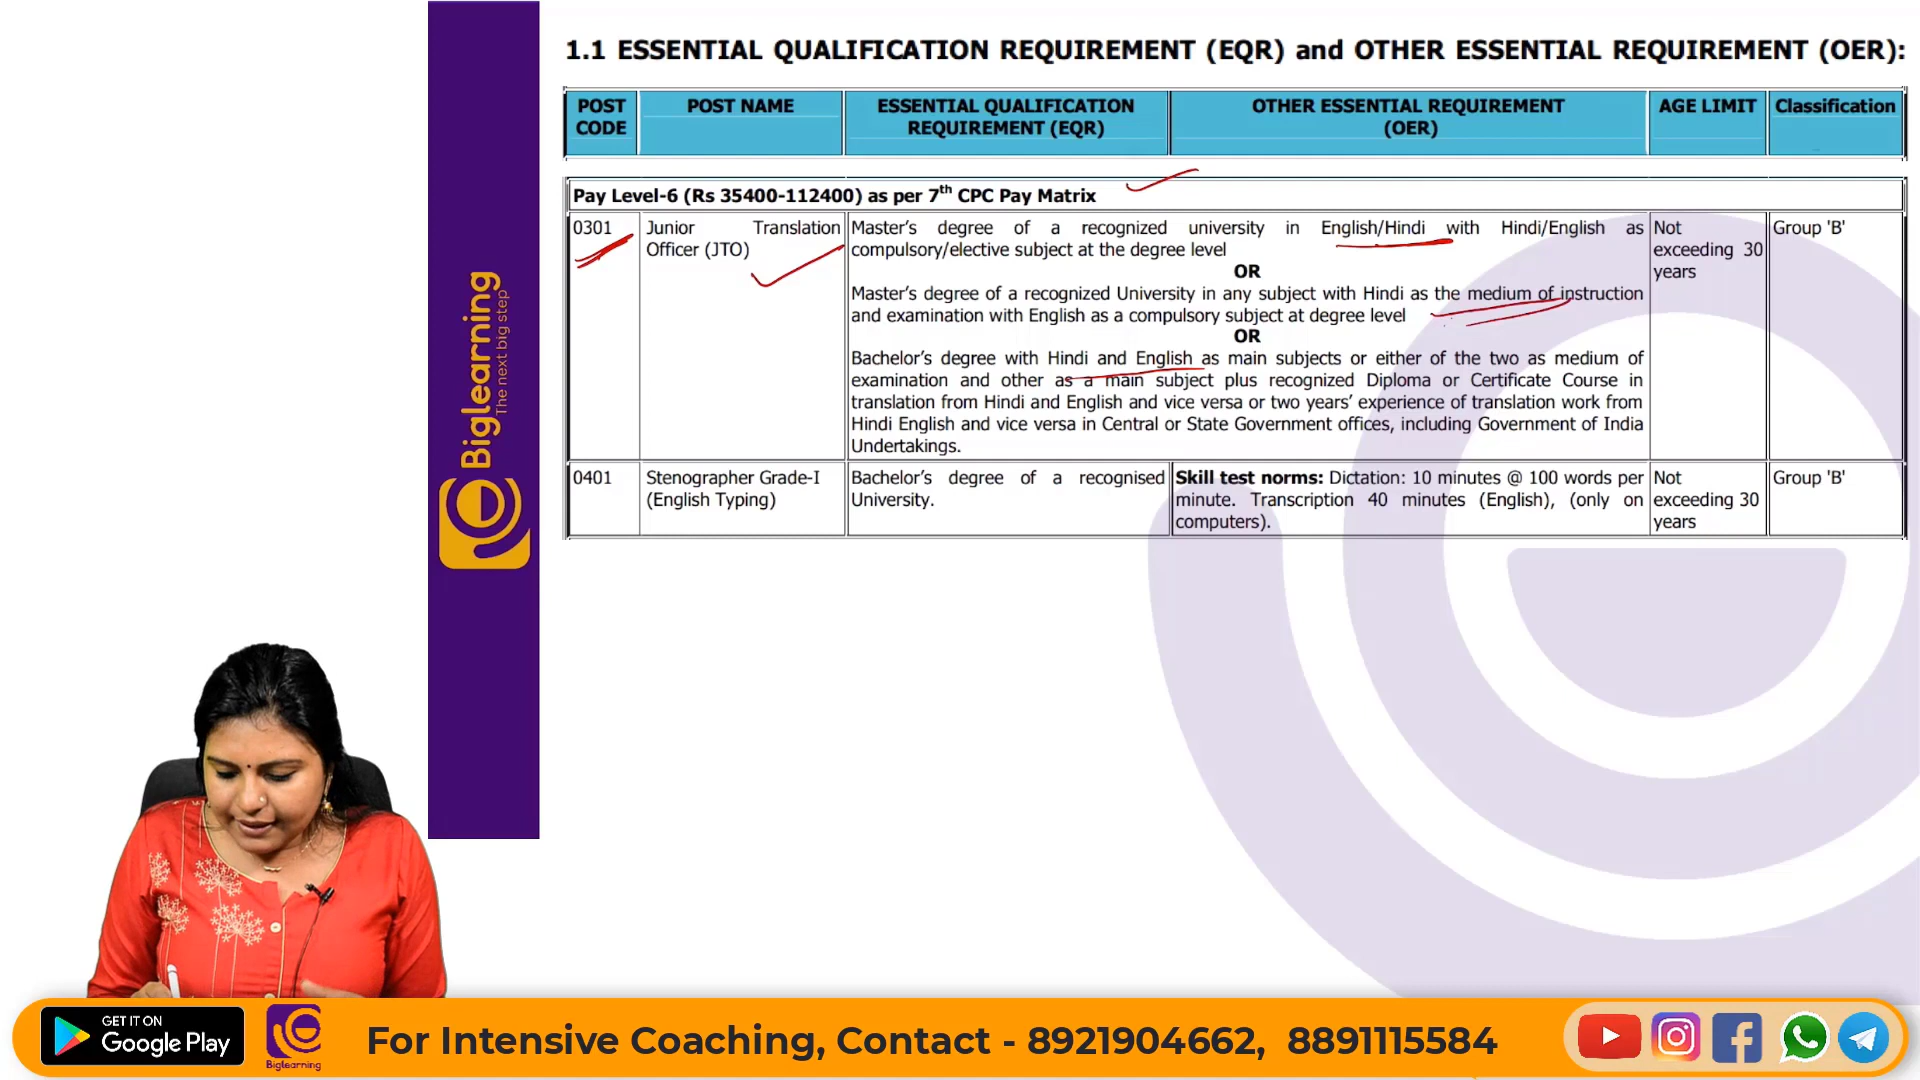 1.1 ESSENTIAL QUALIFICATION REQUIREMENT (EQR) and OTHER ESSENTIAL REQUIREMENT (OER):
POST CODE
POST NAME
ESSENTIAL QUALIFICATION REQUIREMENT (EQR)
OTHER ESSENTIAL REQUIREMENT (OER)
AGE LIMIT
Classification
Pay Level-6 (Rs 35400-112400) as per 7th CPC Pay Matrix
0301
Junior Translation
Officer (JTO)
Master's degree of a recognized university in English/Hindi with Hindi/English as
compulsory/elective subject at the degree level
OR
Master's degree of a recognized University in any subject with Hindi as the medium of instruction
and examination with English as a compulsory subject at degree level
OR
Bachelor's degree with Hindi and English as main subjects or either of the two as medium of
examination and other as a main subject plus recognized Diploma or Certificate Course in
translation from Hindi and English and vice versa or two years' experience of translation work from
Hindi English and vice versa in Central or State Government offices, including Government of India
Undertakings.
Not
exceeding 30
years
Group 'B'
0401
Stenographer Grade-I
(English Typing)
Bachelor's degree of a recognised
University.
Skill test norms: Dictation: 10 minutes @ 100 words per
minute. Transcription 40 minutes (English), (only on
computers).
Not
exceeding 30
years
Group 'B'
Biglearning
The next big step
GET IT ON
Google Play
Biglearning
For Intensive Coaching, Contact - 8921904662, 8891115584